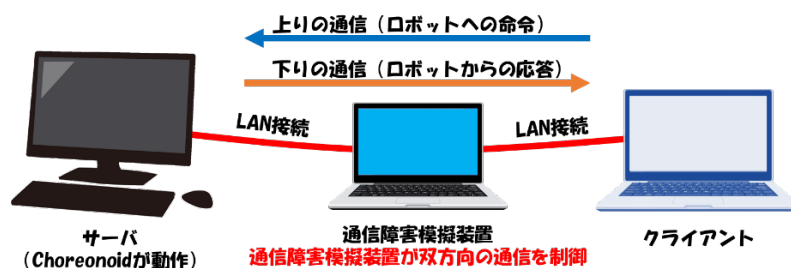 上りの通信（ロボットへの命令）
下りの通信（ロボットからの応答）
LAN接続
LAN接続
サーバ
（Choreonoidが動作）
通信障害模擬装置
通信障害模擬装置が双方向の通信を制御
クライアント